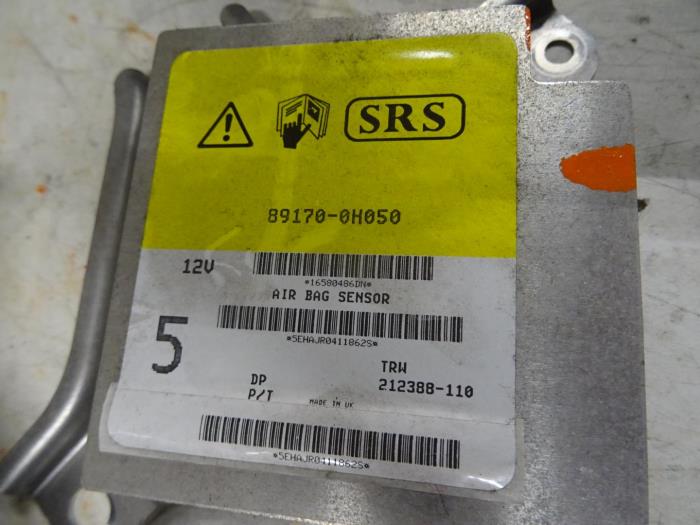 SRS
89170-0H050
12V
*16580486DN*
AIR BAG SENSOR
*5EHAJR0411862S*
5
TRW
DP
212388-110
P/T
MADE IN UK
*5EHAJR0411862S*